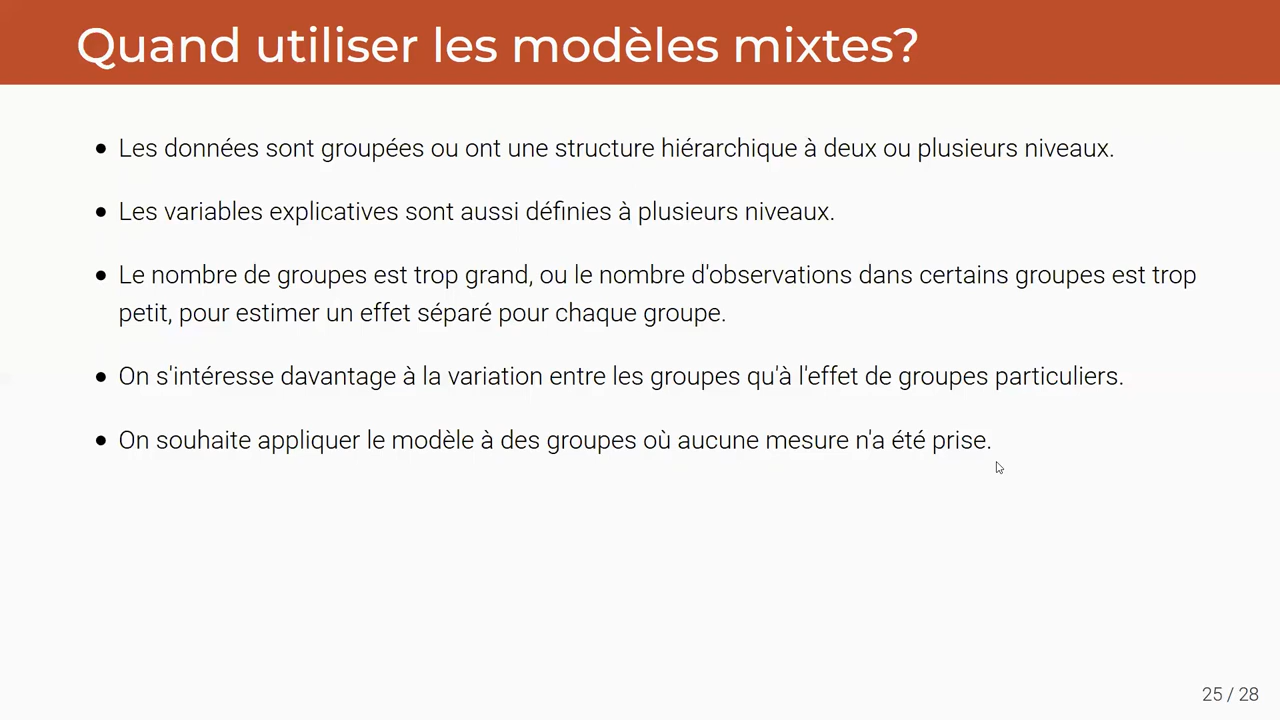 Quand utiliser les modèles mixtes?
• Les données sont groupées ou ont une structure hiérarchique à deux ou plusieurs niveaux.
• Les variables explicatives sont aussi définies à plusieurs niveaux.
• Le nombre de groupes est trop grand, ou le nombre d'observations dans certains groupes est trop
petit, pour estimer un effet séparé pour chaque groupe.
• On s'intéresse davantage à la variation entre les groupes qu'à l'effet de groupes particuliers.
• On souhaite appliquer le modèle à des groupes où aucune mesure n'a été prise.
25 / 28